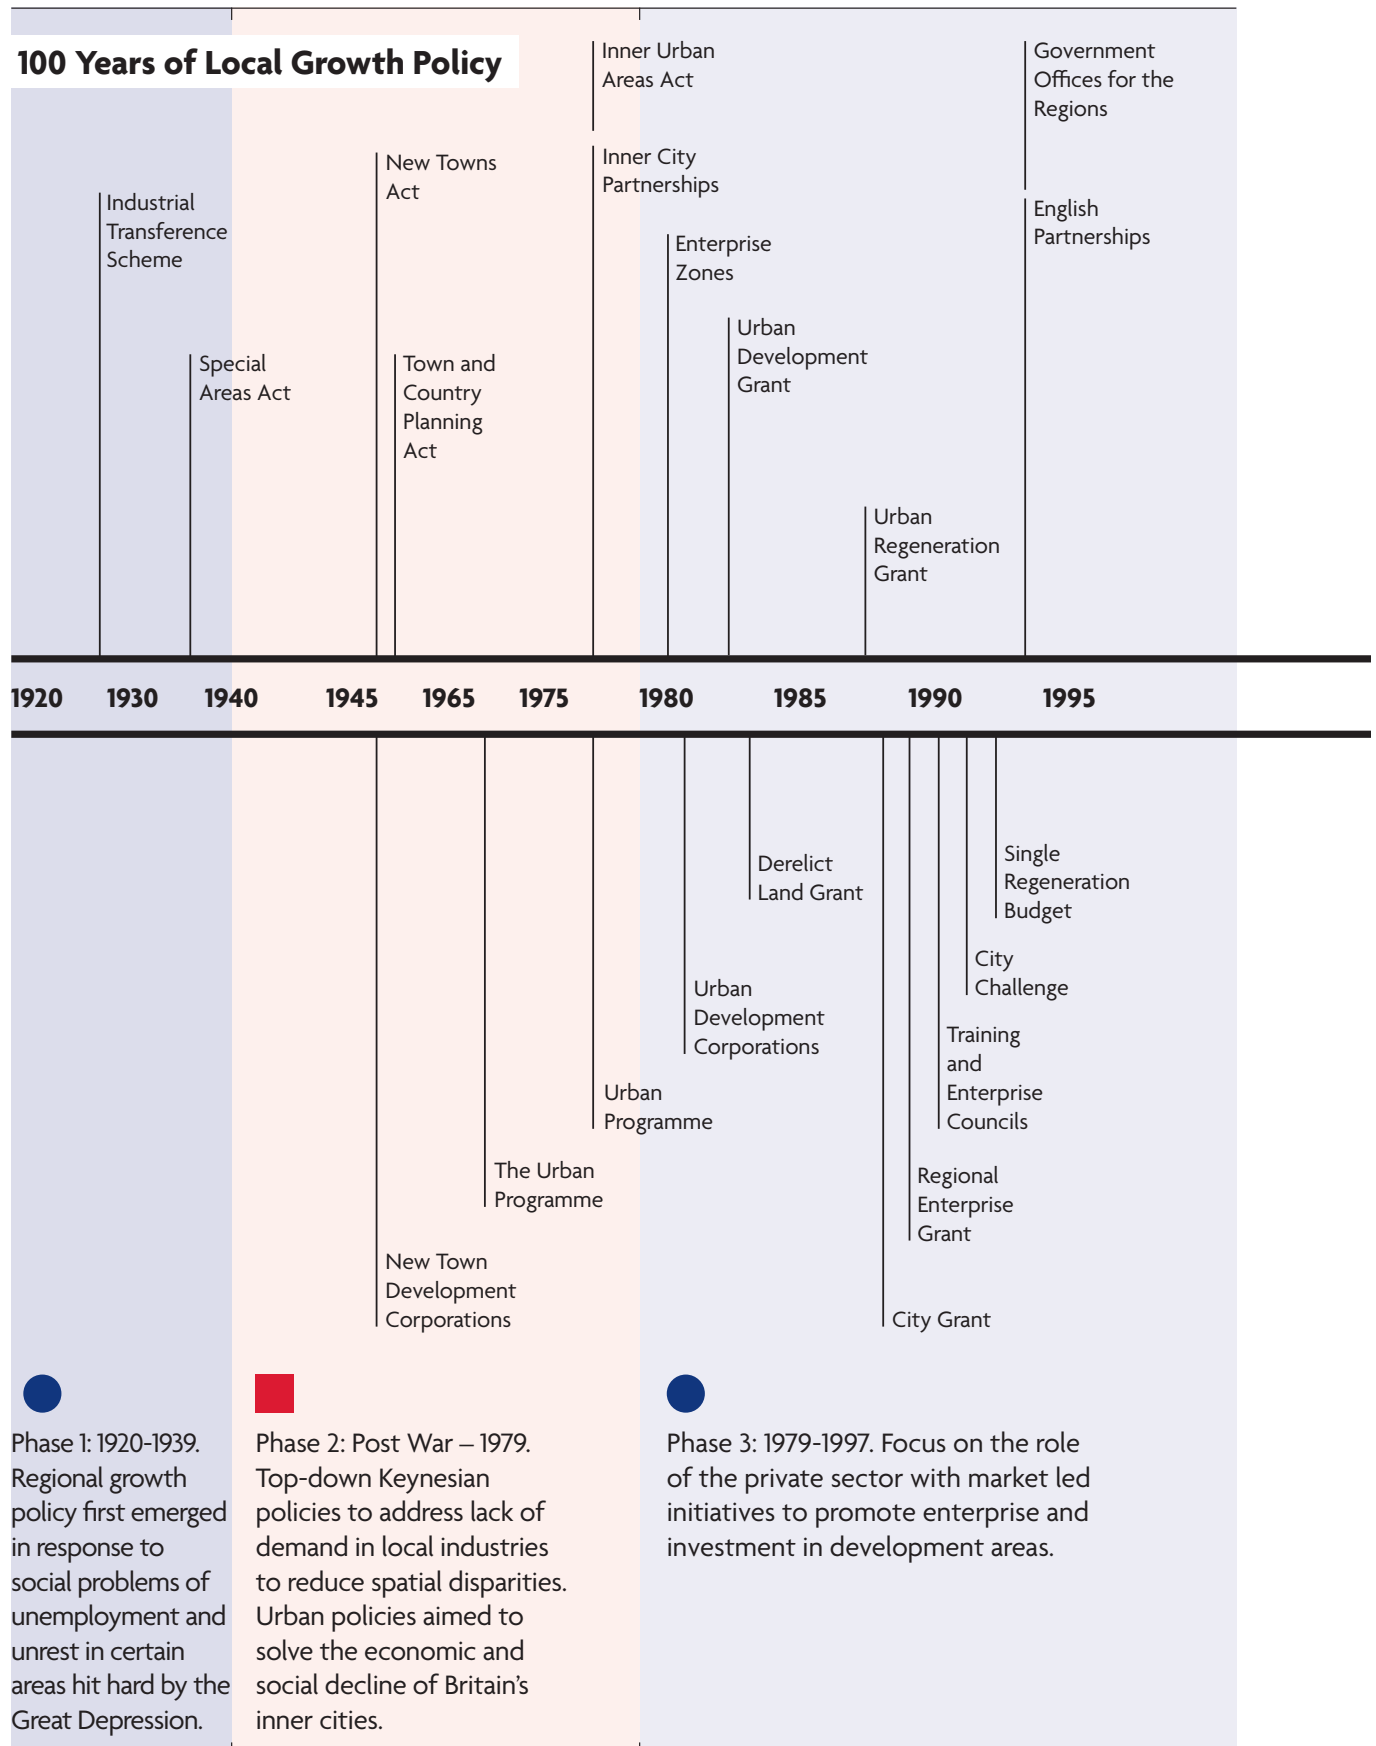 100 Years of Local Growth Policy
Inner Urban
Areas Act
Government
Offices for the
Regions
Inner City
Partnerships
New Towns
Act
Industrial
Transference
Scheme
English
Partnerships
Enterprise
Zones
Urban
Development
Grant
Special
Areas Act
Town and
Country
Planning
Act
Urban
Regeneration
Grant
1920 1930 1940 1945 1965 1975 1980 1985 1990 1995
Single
Regeneration
Budget
Derelict
Land Grant
City
Challenge
Urban
Development
Corporations
Training
and
Enterprise
Councils
Urban
Programme
The Urban
Programme
Regional
Enterprise
Grant
New Town
Development
Corporations
City Grant
Phase 1: 1920-1939.
Regional growth
policy first emerged
in response to
social problems of
unemployment and
unrest in certain
areas hit hard by the
Great Depression.
Phase 2: Post War – 1979.
Top-down Keynesian
policies to address lack of
demand in local industries
to reduce spatial disparities.
Urban policies aimed to
solve the economic and
social decline of Britain’s
inner cities.
Phase 3: 1979-1997. Focus on the role
of the private sector with market led
initiatives to promote enterprise and
investment in development areas.